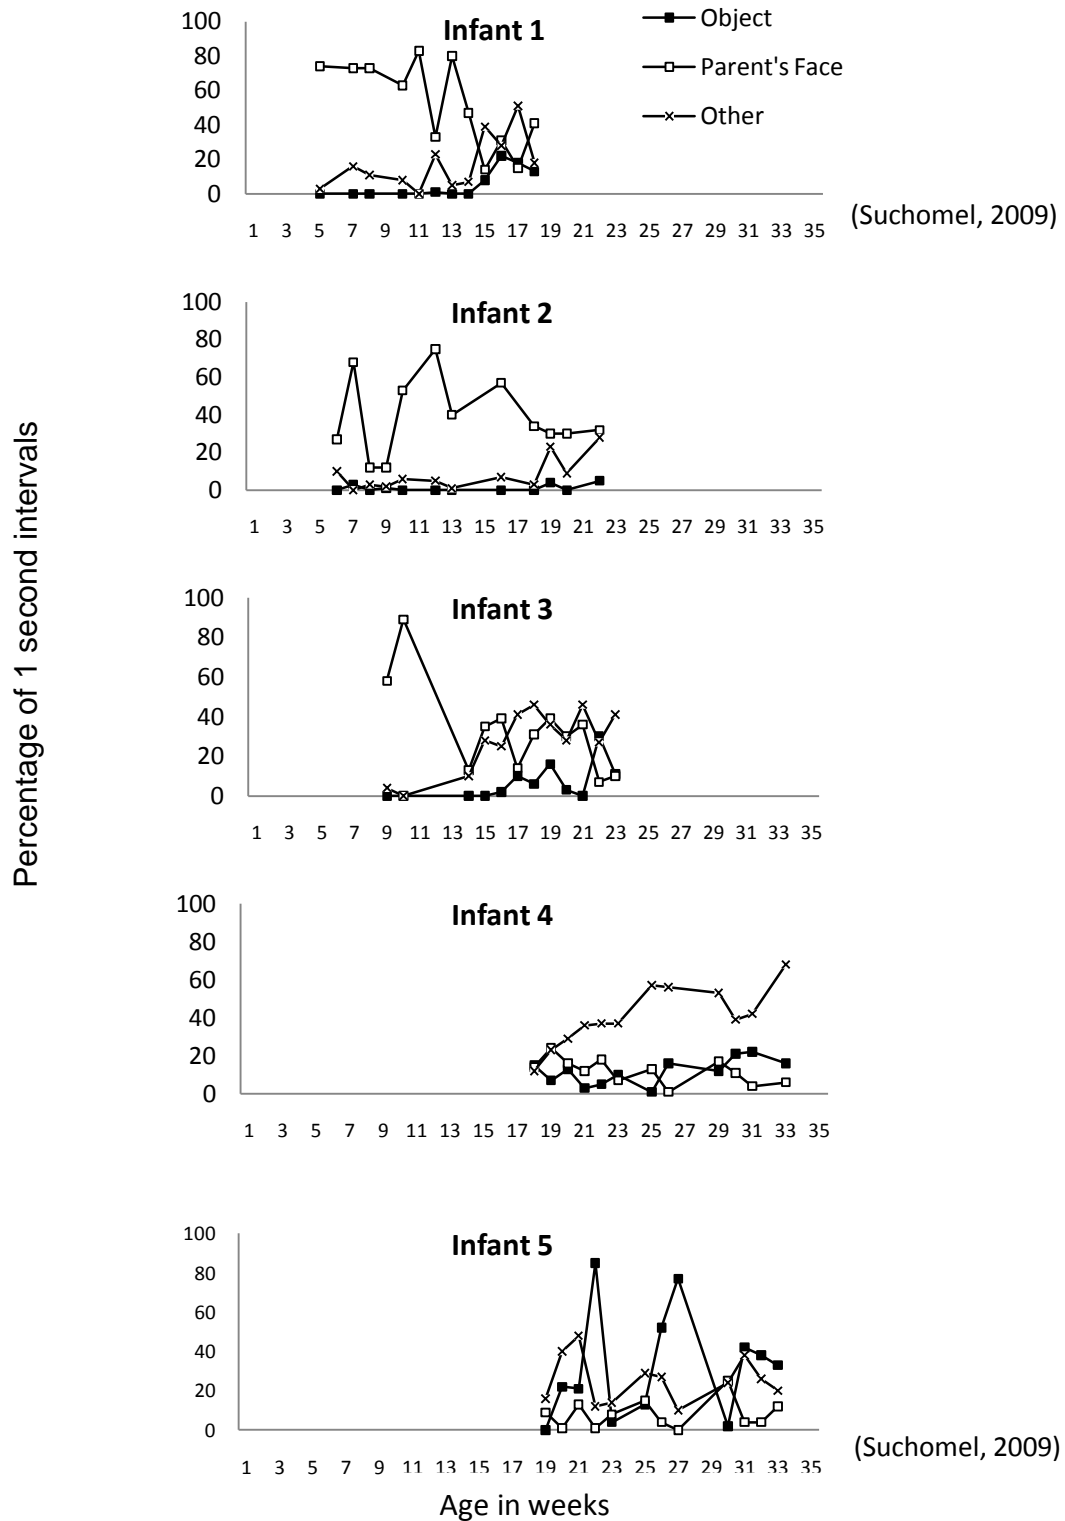 Infant 1
Object
Parent's Face
Other
100
80
60
40
20
0
1 3 5 7 9 11 13 15 17 19 21 23 25 27 29 31 33 35
(Suchomel, 2009)
Infant 2
100
80
60
40
20
0
1 3 5 7 9 11 13 15 17 19 21 23 25 27 29 31 33 35
Percentage of 1 second intervals
Infant 3
100
80
60
40
20
0
1 3 5 7 9 11 13 15 17 19 21 23 25 27 29 31 33 35
Infant 4
100
80
60
40
20
0
1 3 5 7 9 11 13 15 17 19 21 23 25 27 29 31 33 35
Infant 5
100
80
60
40
20
0
1 3 5 7 9 11 13 15 17 19 21 23 25 27 29 31 33 35
(Suchomel, 2009)
Age in weeks